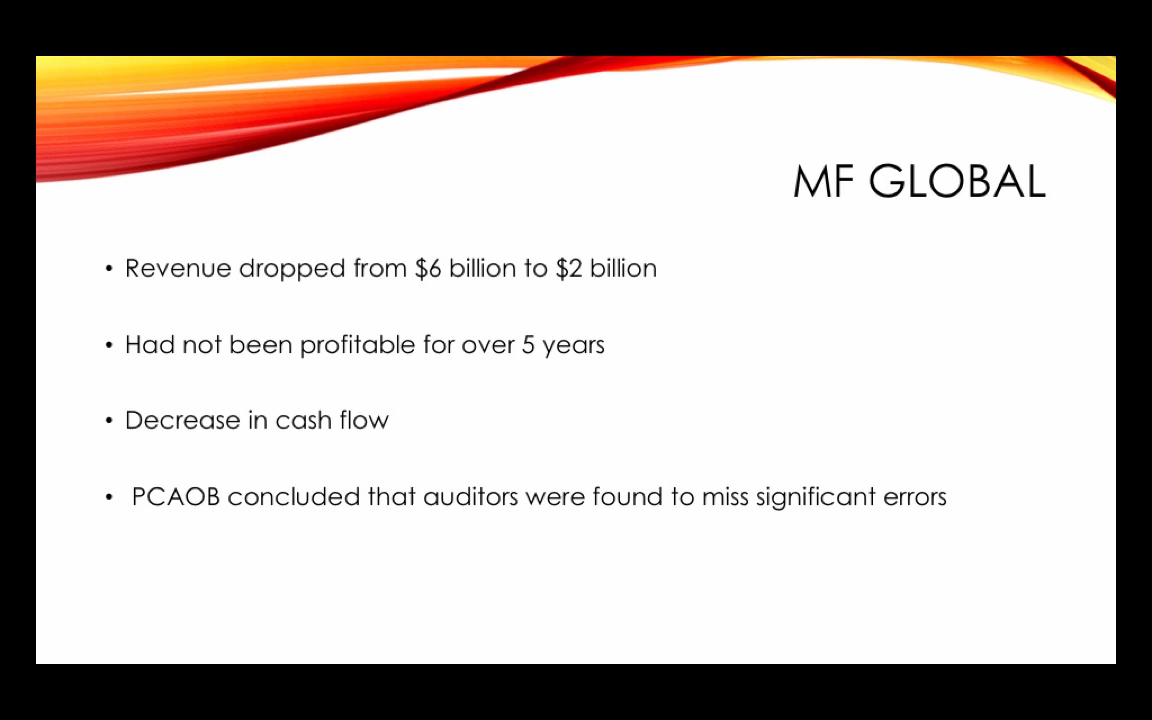 MF GLOBAL
• Revenue dropped from $6 billion to $2 billion
• Had not been profitable for over 5 years
• Decrease in cash flow
• PCAOB concluded that auditors were found to miss significant errors